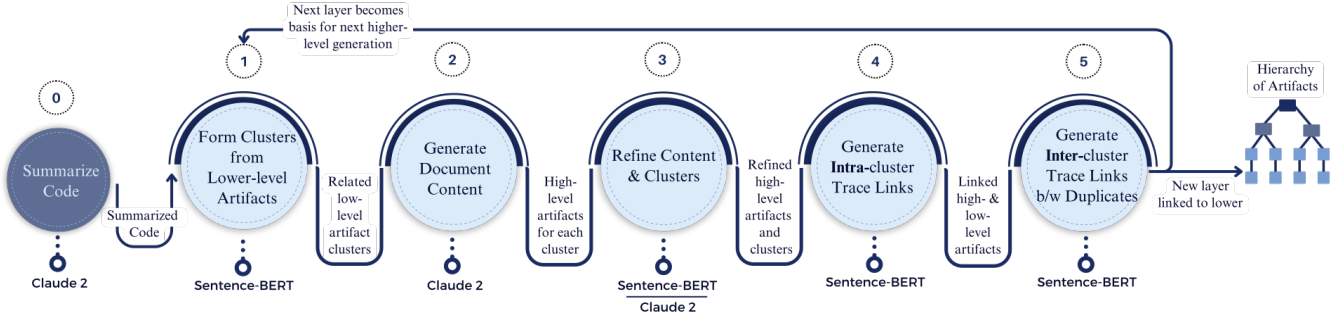 Next layer becomes
basis for next higher-
level generation
0
Summarize
Code
Claude 2
Summarized
Code
1
Form Clusters
from
Lower-level
Artifacts
Sentence-BERT
Related
low-
level
artifact
clusters
2
Generate
Document
Content
Claude 2
High-
level
artifacts
for each
cluster
3
Refine Content
& Clusters
Sentence-BERT
Claude 2
Refined
high-
level
artifacts
and
clusters
4
Generate
Intra-cluster
Trace Links
Sentence-BERT
Linked
high- &
low-
level
artifacts
5
Generate
Inter-cluster
Trace Links
b/w Duplicates
Sentence-BERT
New layer
linked to lower
Hierarchy
of Artifacts